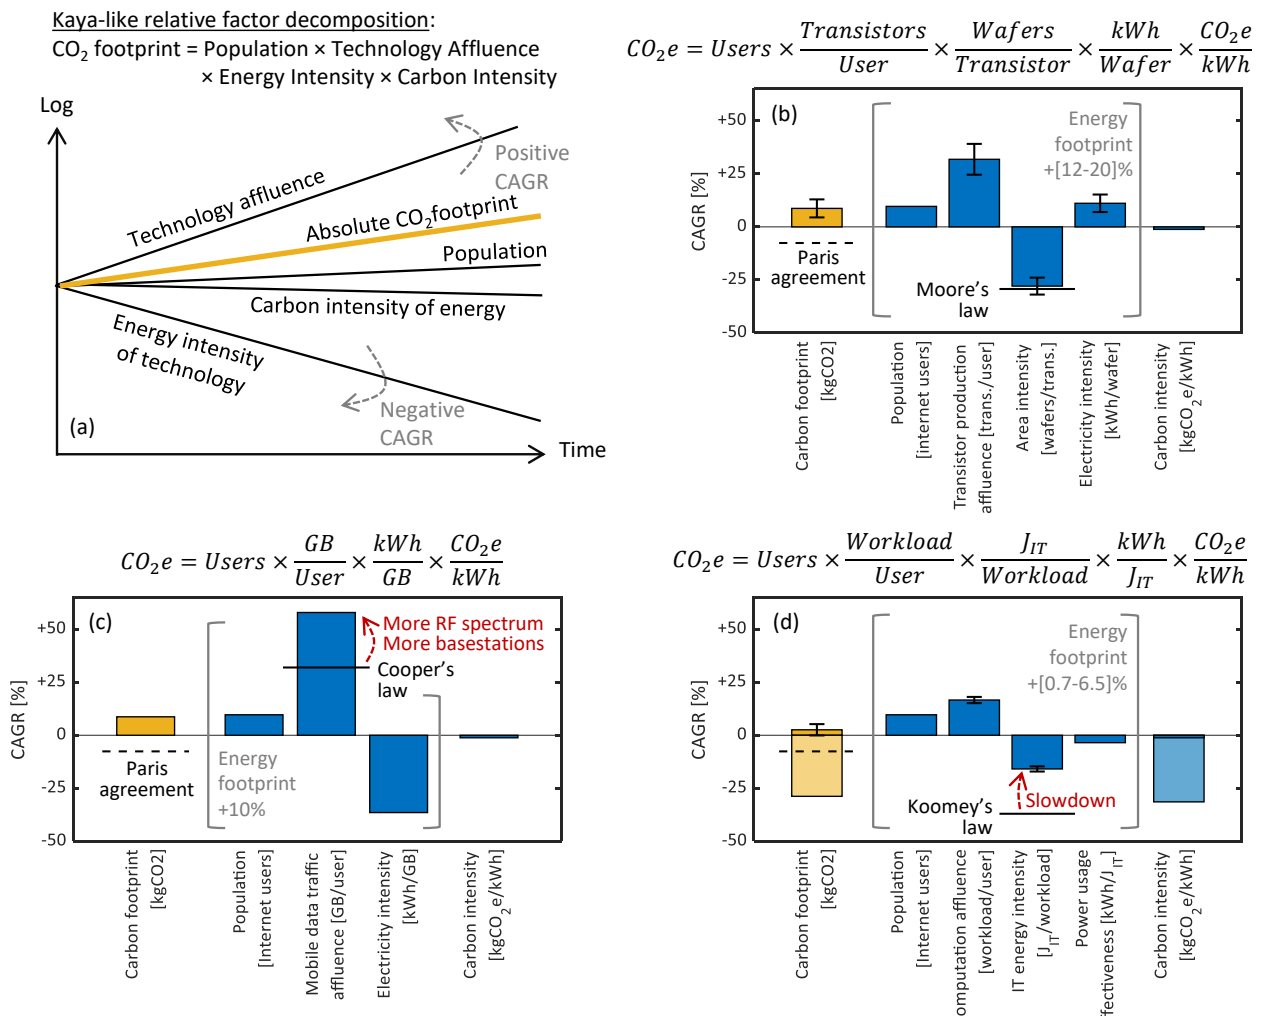 Kaya-like relative factor decomposition:
CO2 footprint = Population × Technology Affluence
× Energy Intensity × Carbon Intensity
Log
Positive
CAGR
Technology affluence
Absolute CO2footprint
Population
Carbon intensity of energy
Energy intensity
of technology
Negative
CAGR
(a)
Time
CO2e = Users × Transistors/User × Wafers/Transistor × kWh/Wafer × CO2e/kWh
(b)
+50
+25
0
-25
-50
CAGR [%]
Energy
footprint
+[12-20]%
Paris
agreement
Moore's
law
Carbon footprint
[kgCO2]
Population
[internet users]
Transistor production
affluence [trans./user]
Area intensity
[wafers/trans.]
Electricity intensity
[kWh/wafer]
Carbon intensity
[kgCO2e/kWh]
CO2e = Users × GB/User × kWh/GB × CO2e/kWh
(c)
+50
+25
0
-25
-50
CAGR [%]
More RF spectrum
More basestations
Cooper's
law
Paris
agreement
Energy
footprint
+10%
Carbon footprint
[kgCO2]
Population
[Internet users]
Mobile data traffic
affluence [GB/user]
Electricity intensity
[kWh/GB]
Carbon intensity
[kgCO2e/kWh]
CO2e = Users × Workload/User × JIT/Workload × kWh/JIT × CO2e/kWh
(d)
+50
+25
0
-25
-50
CAGR [%]
Energy
footprint
+[0.7-6.5]%
Paris
agreement
Koomey's
law
Slowdown
Carbon footprint
[kgCO2]
Population
[Internet users]
omputation affluence
[workload/user]
IT energy intensity
[JIT/workload]
Power usage
ffectiveness [kWh/JIT]
Carbon intensity
[kgCO2e/kWh]